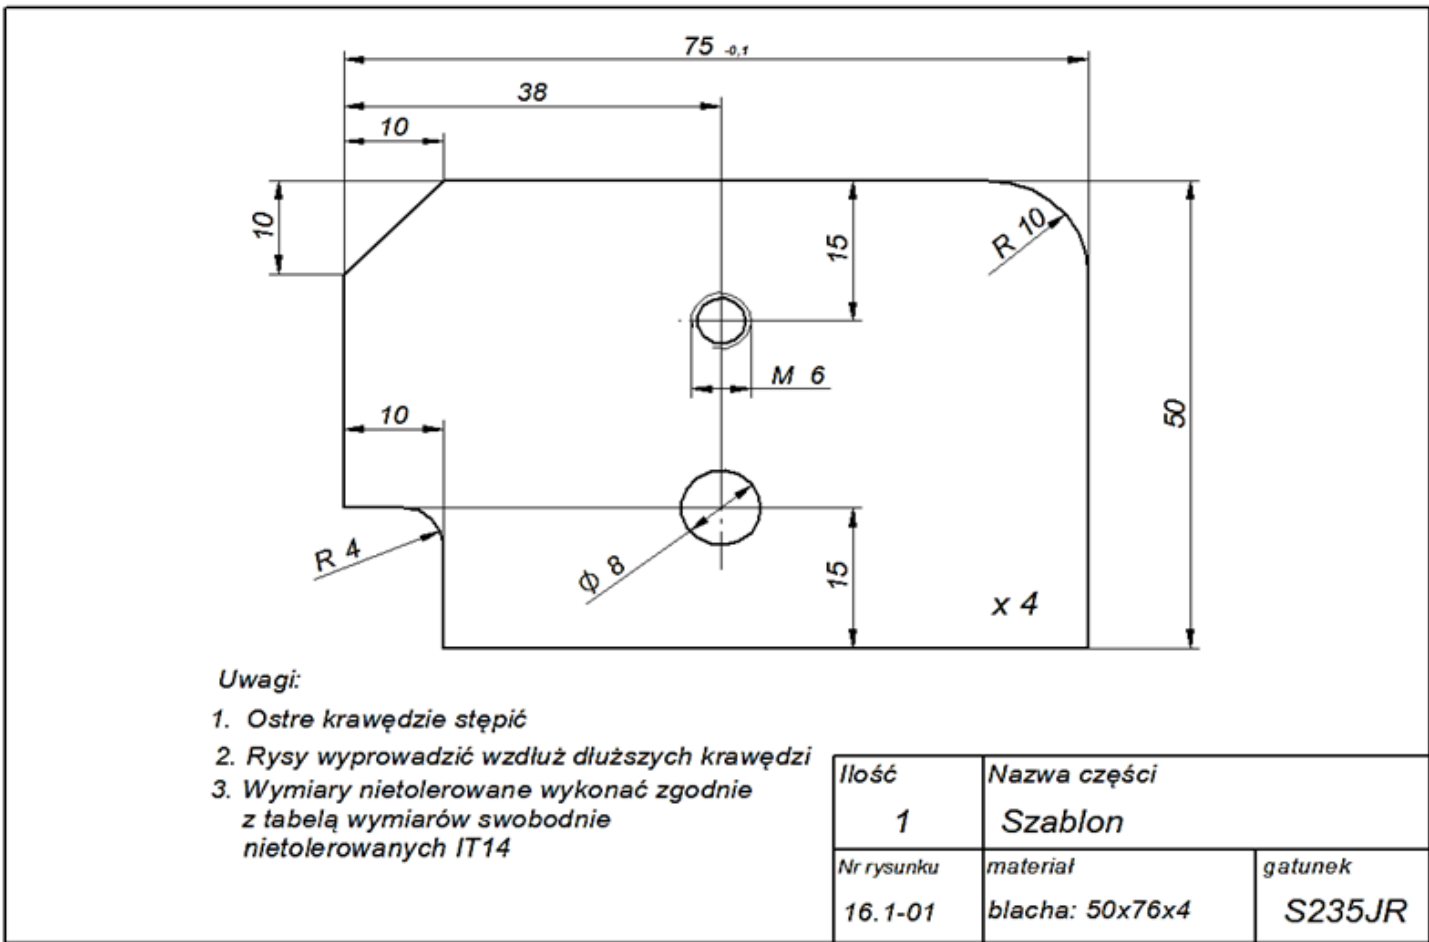 75 -0,1
38
10
10
15
R 10
M 6
10
50
R 4
ϕ 8
15
x 4
Uwagi:
1. Ostre krawędzie stępić
2. Rysy wyprowadzić wzdłuż dłuższych krawędzi
3. Wymiary nietolerowane wykonać zgodnie
z tabelą wymiarów swobodnie
nietolerowanych IT14
Ilość
Nazwa części
1
Szablon
Nr rysunku
materiał
gatunek
16.1-01
blacha: 50x76x4
S235JR